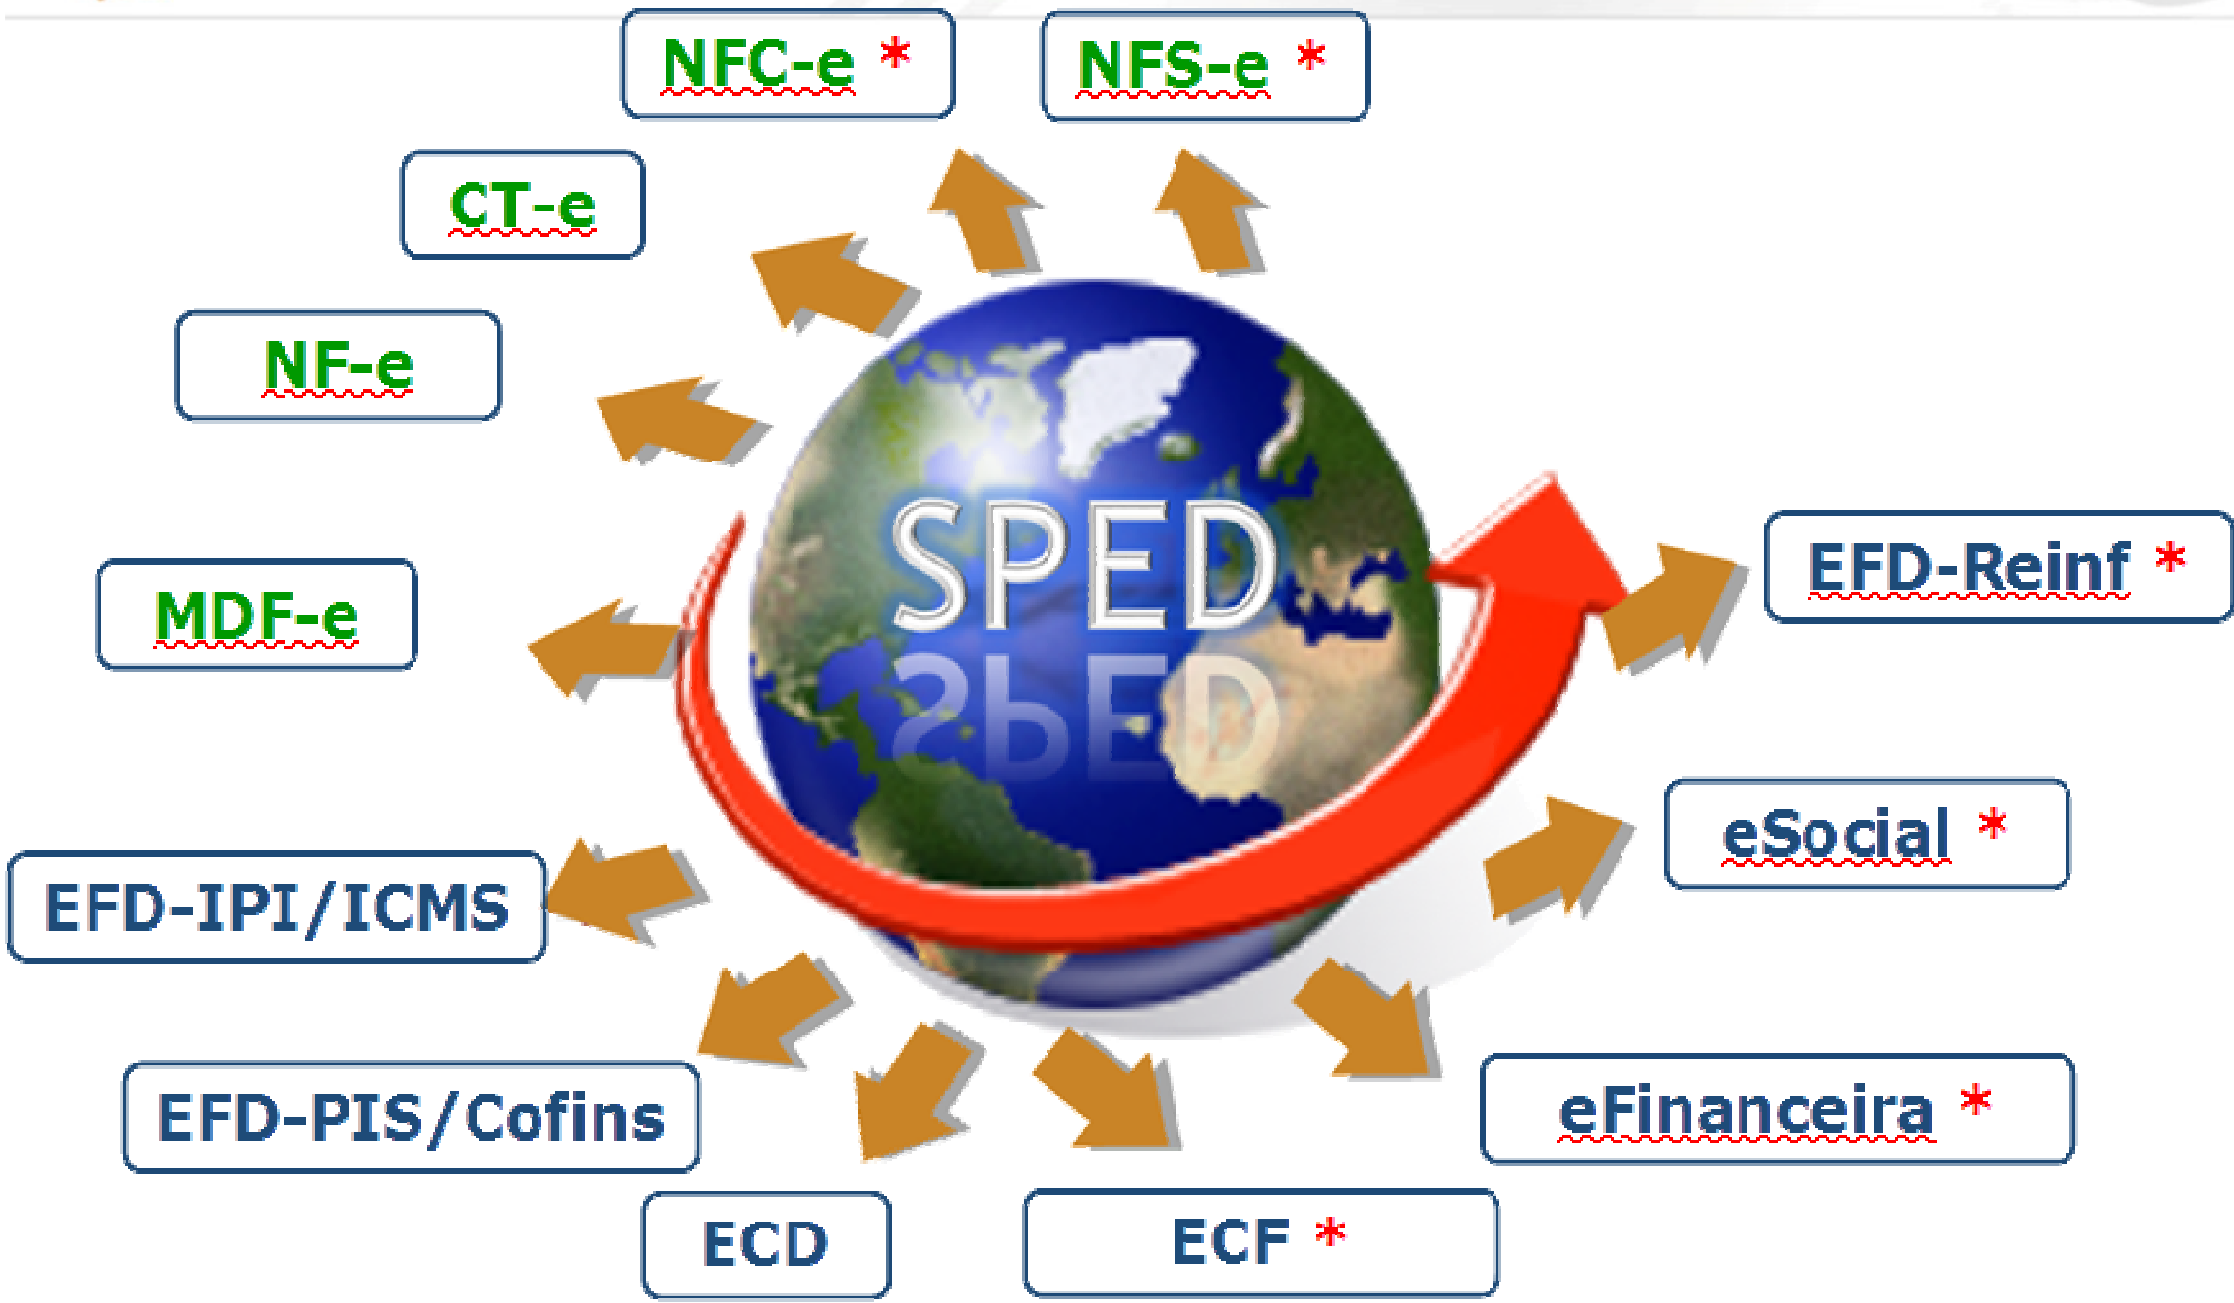 NFC-e *
NFS-e *
CT-e
NF-e
SPED
EFD-Reinf *
MDF-e
eSocial *
EFD-IPI/ICMS
EFD-PIS/Cofins
eFinanceira *
ECD
ECF *